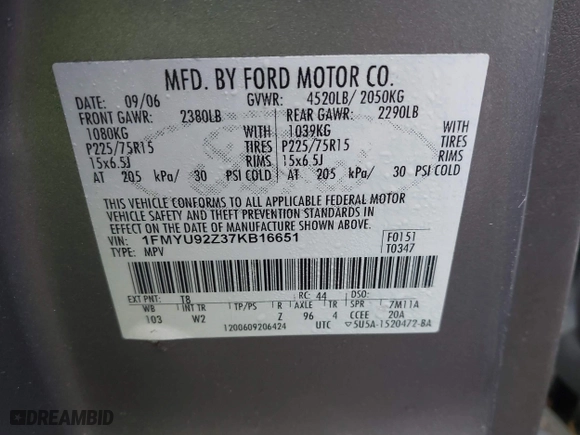 MFD. BY FORD MOTOR CO.
DATE: 09/06 GVWR: 4520LB/ 2050KG
FRONT GAWR: 2380LB REAR GAWR: 2290LB
1080KG WITH 1039KG WITH
P225/75R15 TIRES P225/75R15 TIRES
15x6.5J RIMS 15x6.5J RIMS
AT 205 kPa/ 30 PSI COLD AT 205 kPa/ 30 PSI COLD
THIS VEHICLE CONFORMS TO ALL APPLICABLE FEDERAL MOTOR
VEHICLE SAFETY AND THEFT PREVENTION STANDARDS IN
EFFECT ON THE DATE OF MANUFACTURE SHOWN ABOVE.
VIN: 1FMYU92Z37KB16651 F0151
TYPE: MPV T0347
EXT PNT: T8 RC: 44 DSO:
WB INT TR TP/PS R AXLE TR SPR 7M11A
103 W2 Z 96 4 CCEE 20A
1200609206424 UTC ▽5U5A-1520472-BA
DREAMBID